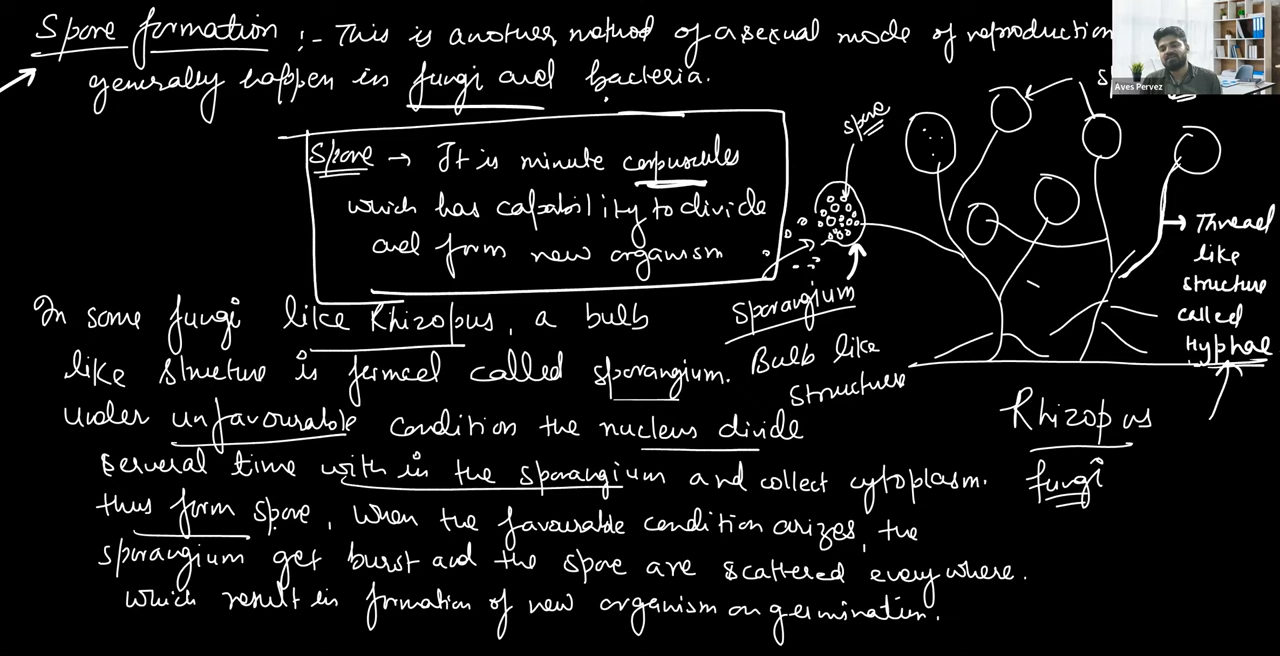 Spore formation :- This is another method of asexual mode of reproduction
generally happen in fungi and bacteria.
Aves Pervez
Spore → It is minute corpuscules
which has capability to divide
and form new organism
spore
Thread
like
structure
called
Hyphae
Sporangium
Bulb like
structure
Rhizopus
fungi
In some fungi like Rhizopus, a bulb
like structure is formed called sporangium.
under unfavourable condition the nucleus divide
serveral time with in the sporangium and collect cytoplasm.
thus form spore, when the favourable condition arizes, the
sporangium get burst and the spore are scattered every where.
which result in formation of new organism on germination.